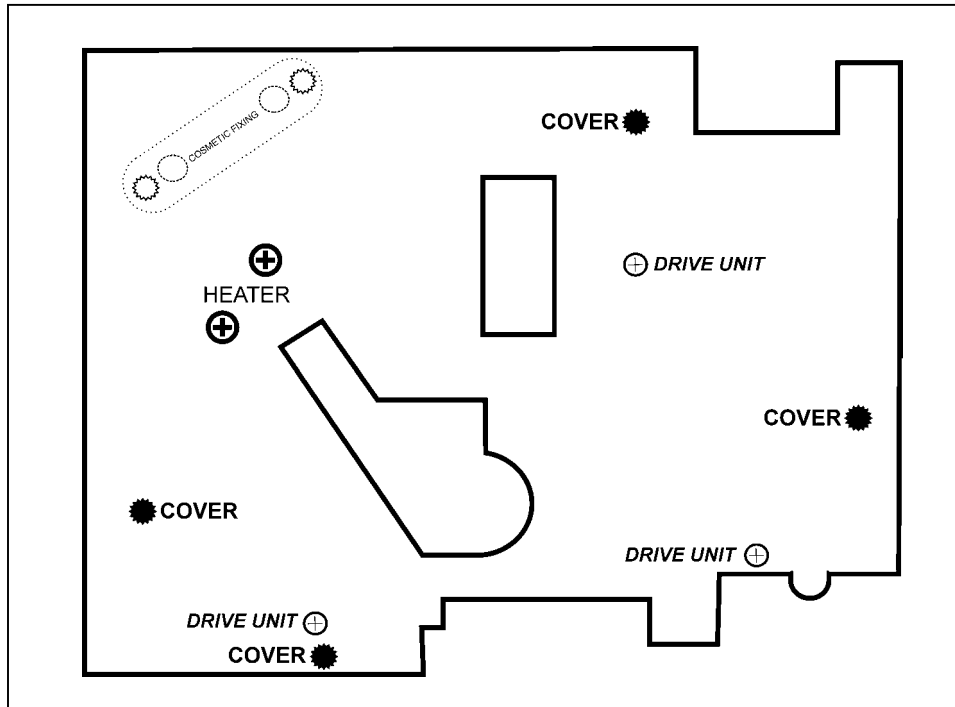 COVER
COSMETIC FIXING
DRIVE UNIT
HEATER
COVER
COVER
DRIVE UNIT
DRIVE UNIT
COVER